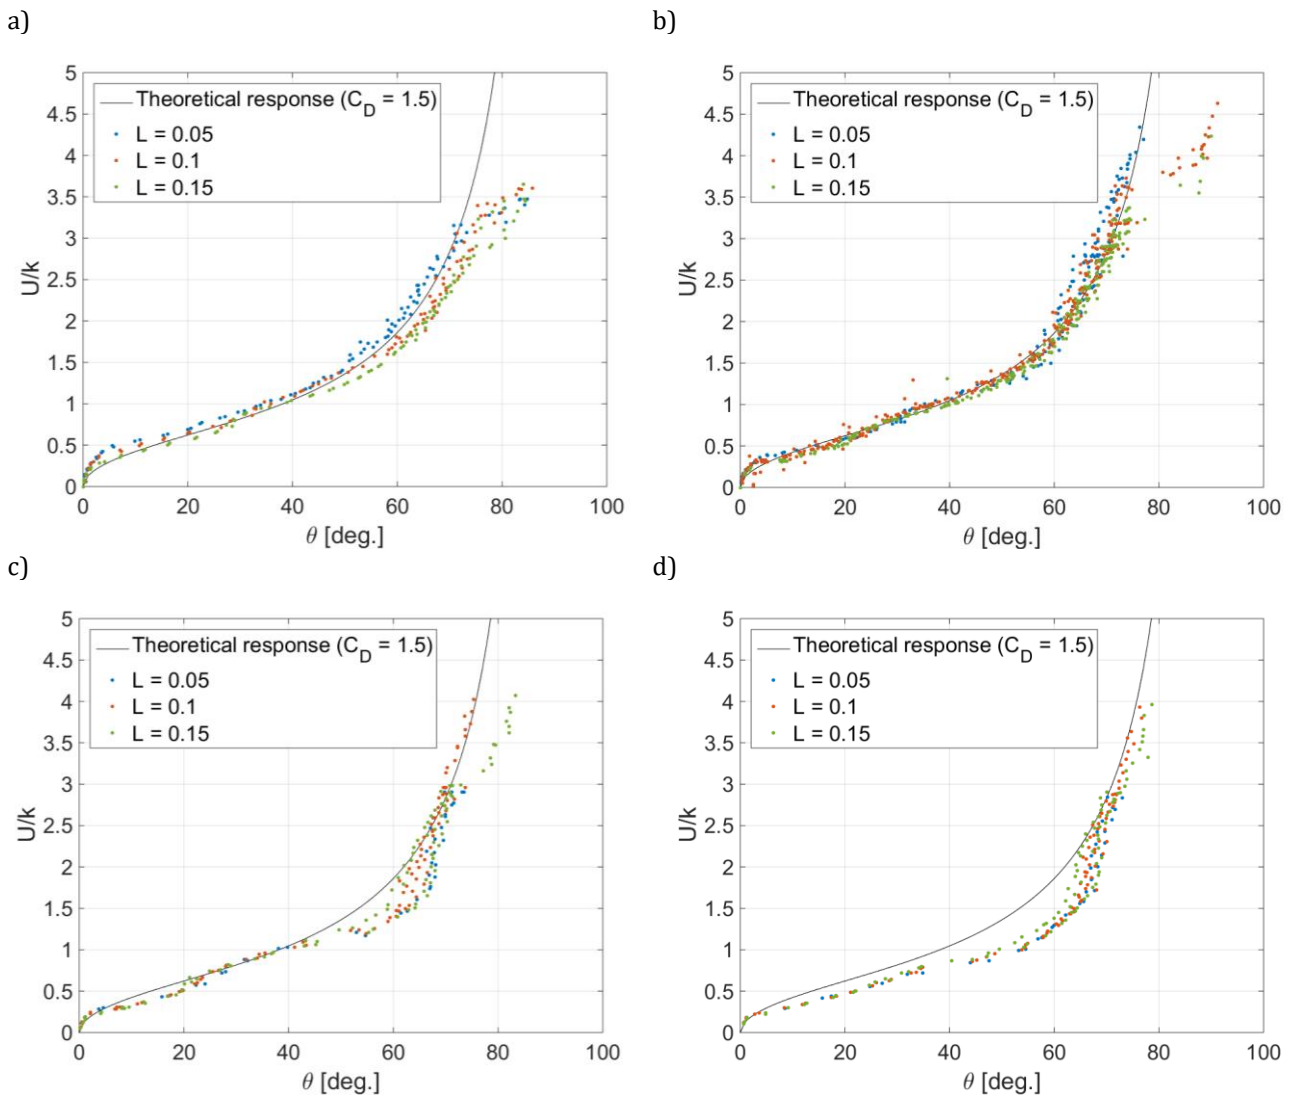 a)
5
4.5
4
3.5
3
2.5
2
1.5
1
0.5
0
U/k
Theoretical response (C_D = 1.5)
L = 0.05
L = 0.1
L = 0.15
0 20 40 60 80 100
θ [deg.]
b)
5
4.5
4
3.5
3
2.5
2
1.5
1
0.5
0
U/k
Theoretical response (C_D = 1.5)
L = 0.05
L = 0.1
L = 0.15
0 20 40 60 80 100
θ [deg.]
c)
5
4.5
4
3.5
3
2.5
2
1.5
1
0.5
0
U/k
Theoretical response (C_D = 1.5)
L = 0.05
L = 0.1
L = 0.15
0 20 40 60 80 100
θ [deg.]
d)
5
4.5
4
3.5
3
2.5
2
1.5
1
0.5
0
U/k
Theoretical response (C_D = 1.5)
L = 0.05
L = 0.1
L = 0.15
0 20 40 60 80 100
θ [deg.]